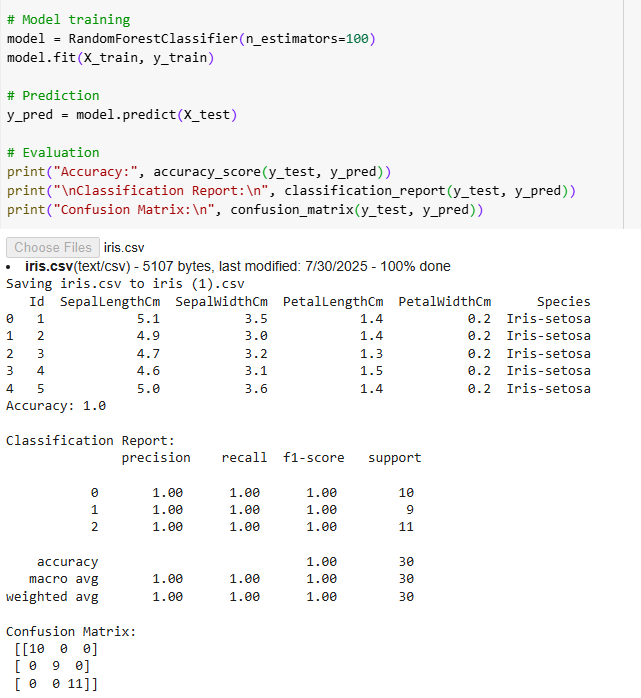 # Model training
model = RandomForestClassifier(n_estimators=100)
model.fit(X_train, y_train)
# Prediction
y_pred = model.predict(X_test)
# Evaluation
print("Accuracy:", accuracy_score(y_test, y_pred))
print("\nClassification Report:\n", classification_report(y_test, y_pred))
print("Confusion Matrix:\n", confusion_matrix(y_test, y_pred))
Choose Files iris.csv
• iris.csv(text/csv) - 5107 bytes, last modified: 7/30/2025 - 100% done
Saving iris.csv to iris (1).csv
   Id  SepalLengthCm  SepalWidthCm  PetalLengthCm  PetalWidthCm      Species
0   1            5.1           3.5            1.4           0.2  Iris-setosa
1   2            4.9           3.0            1.4           0.2  Iris-setosa
2   3            4.7           3.2            1.3           0.2  Iris-setosa
3   4            4.6           3.1            1.5           0.2  Iris-setosa
4   5            5.0           3.6            1.4           0.2  Iris-setosa
Accuracy: 1.0
Classification Report:
               precision    recall  f1-score   support
           0       1.00      1.00      1.00        10
           1       1.00      1.00      1.00         9
           2       1.00      1.00      1.00        11
    accuracy                           1.00        30
   macro avg       1.00      1.00      1.00        30
weighted avg       1.00      1.00      1.00        30
Confusion Matrix:
 [[10  0  0]
 [ 0  9  0]
 [ 0  0 11]]